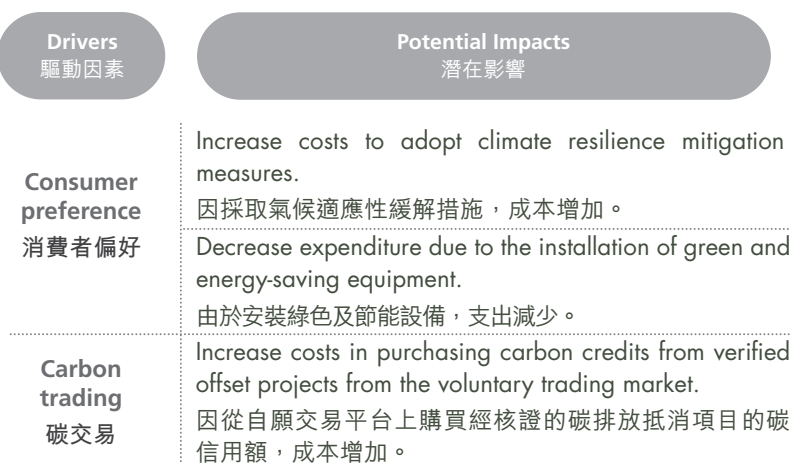 Drivers
驅動因素
Potential Impacts
潛在影響
Consumer
preference
消費者偏好
Increase costs to adopt climate resilience mitigation
measures.
因採取氣候適應性緩解措施，成本增加。
Decrease expenditure due to the installation of green and
energy-saving equipment.
由於安裝綠色及節能設備，支出減少。
Carbon
trading
碳交易
Increase costs in purchasing carbon credits from verified
offset projects from the voluntary trading market.
因從自願交易平台上購買經核證的碳排放抵消項目的碳
信用額，成本增加。